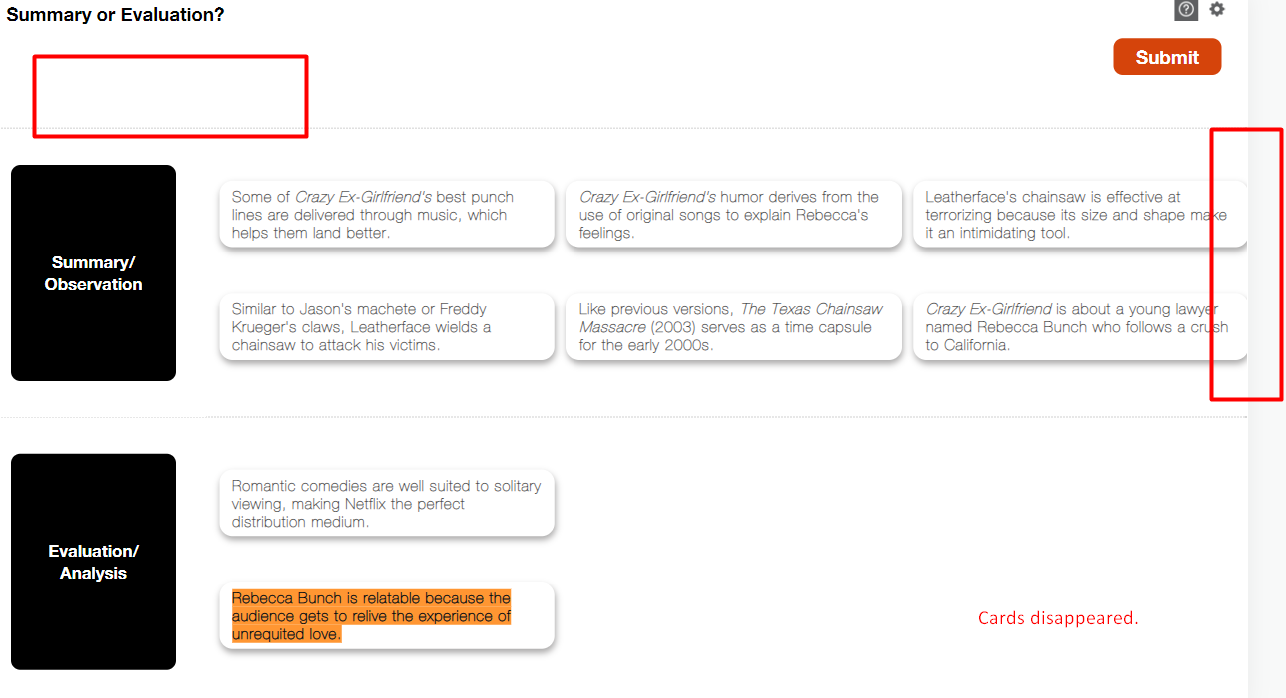 Summary or Evaluation?
Submit
Summary/
Observation
Some of Crazy Ex-Girlfriend's best punch
lines are delivered through music, which
helps them land better.
Crazy Ex-Girlfriend's humor derives from the
use of original songs to explain Rebecca's
feelings.
Leatherface's chainsaw is effective at
terrorizing because its size and shape make
it an intimidating tool.
Similar to Jason's machete or Freddy
Krueger's claws, Leatherface wields a
chainsaw to attack his victims.
Like previous versions, The Texas Chainsaw
Massacre (2003) serves as a time capsule
for the early 2000s.
Crazy Ex-Girlfriend is about a young lawyer
named Rebecca Bunch who follows a crush
to California.
Evaluation/
Analysis
Romantic comedies are well suited to solitary
viewing, making Netflix the perfect
distribution medium.
Rebecca Bunch is relatable because the
audience gets to relive the experience of
unrequited love.
Cards disappeared.